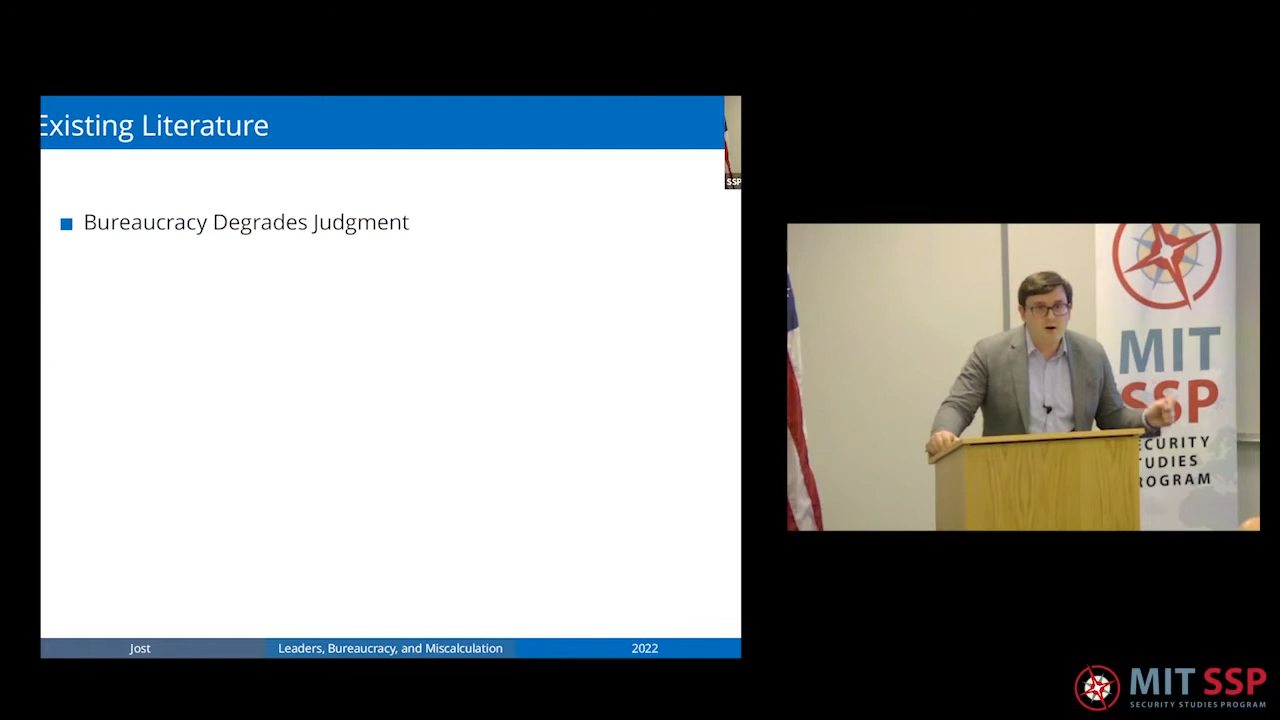 Existing Literature
SSP
Bureaucracy Degrades Judgment
Jost
Leaders, Bureaucracy, and Miscalculation
2022
MIT
SSP
ECURITY
TUDIES
ROGRAM
MIT SSP
SECURITY STUDIES PROGRAM